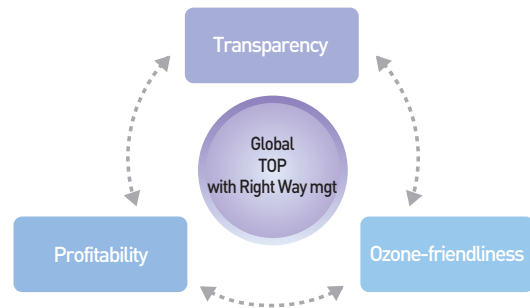 Transparency
Global
TOP
with Right Way mgt
Profitability
Ozone-friendliness